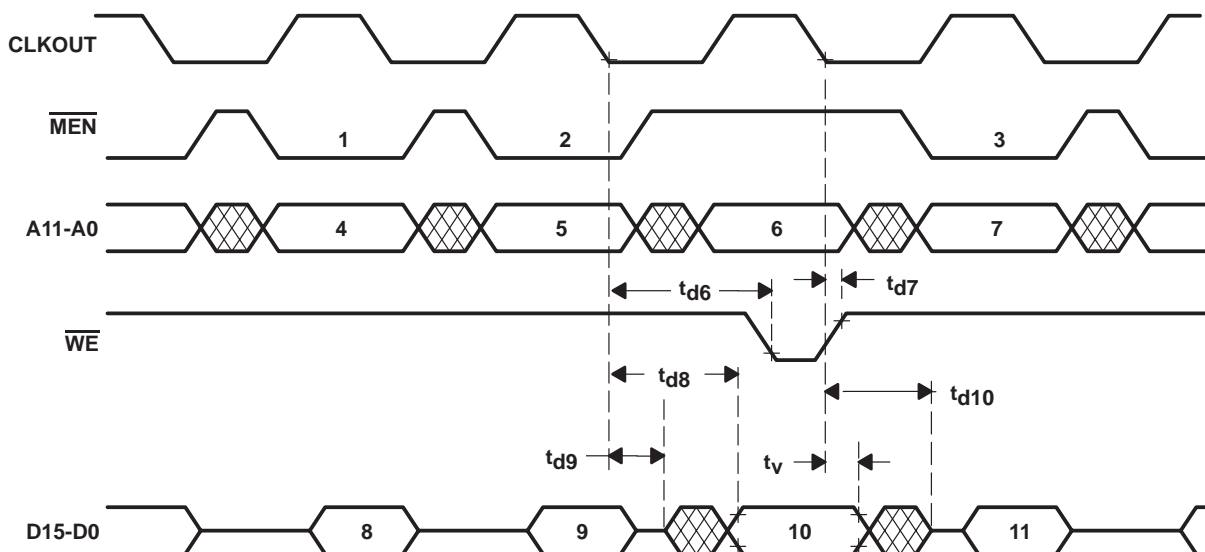 CLKOUT
MEN
1 2 3
A11-A0
4 5 6 7
td6 td7
WE
td8
td10
td9 tv
D15-D0
8 9 10 11